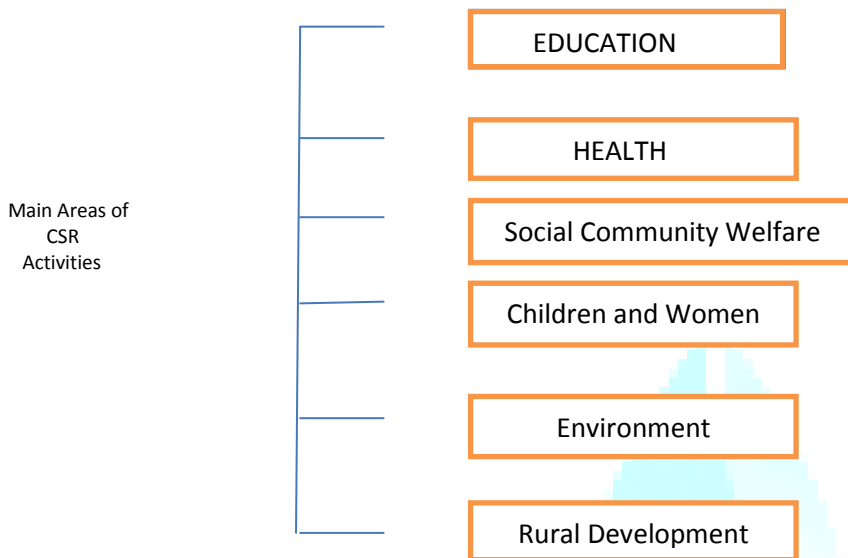 Main Areas of
CSR
Activities
EDUCATION
HEALTH
Social Community Welfare
Children and Women
Environment
Rural Development